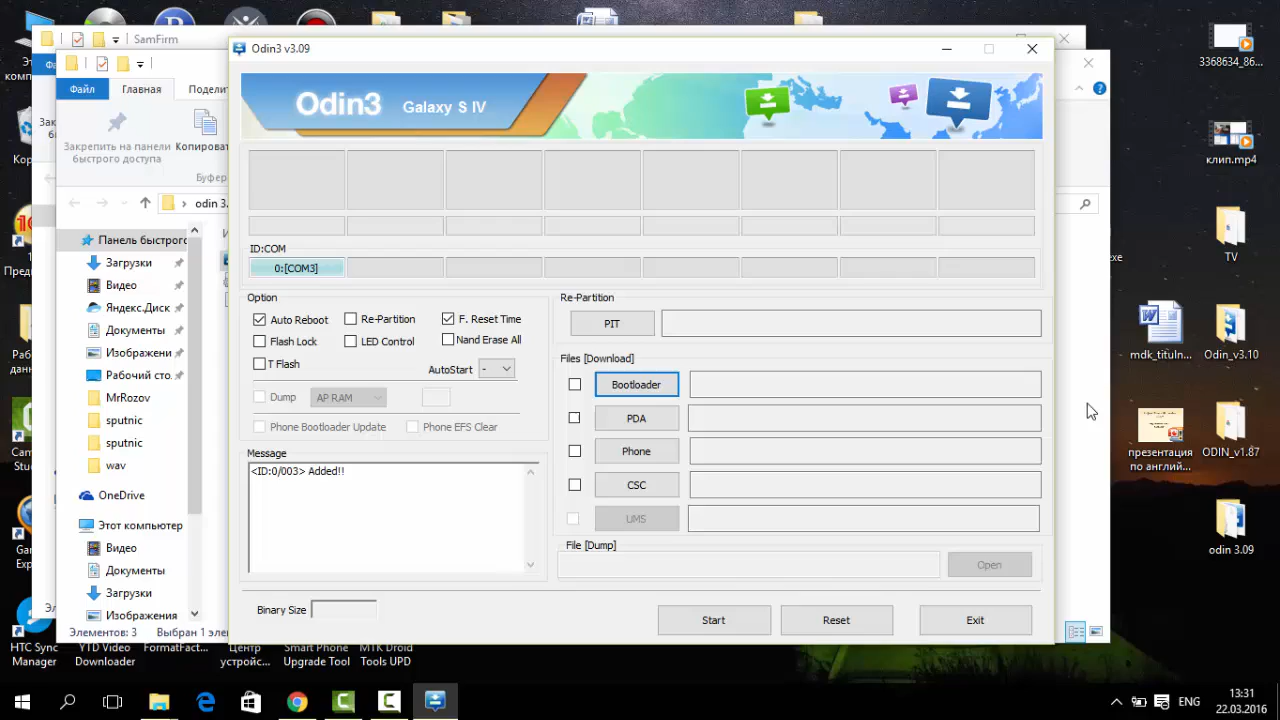 SamFirm
Odin3 v3.09
Файл
Главная
Поделит
Закрепить на панели
быстрого доступа
Копироват
Буфер
odin 3.
Odin3
Galaxy S IV
ID:COM
0:[COM3]
Option
Auto Reboot
Re-Partition
F. Reset Time
Flash Lock
LED Control
Nand Erase All
T Flash
AutoStart
-
Dump
AP RAM
Phone Bootloader Update
Phone EFS Clear
Message
<ID:0/003> Added!!
Re-Partition
PIT
Files [Download]
Bootloader
PDA
Phone
CSC
UMS
File [Dump]
Open
Binary Size
Start
Reset
Exit
Панель быстрого
Загрузки
Видео
Яндекс.Диск
Документы
Изображени
Рабочий сто.
MrRozov
sputnic
sputnic
wav
OneDrive
Этот компьютер
Видео
Документы
Загрузки
Изображения
Элементов: 3
Выбран 1 эле
3368634_86...
клип.mp4
TV
mdk_tituln...
Odin_v3.10
презентация
по англий...
ODIN_v1.87
odin 3.09
HTC Sync
Manager
YTD Video
Downloader
FormatFact...
Центр
устройс...
Smart Phone
Upgrade Tool
MTK Droid
Tools UPD
ENG
13:31
22.03.2016